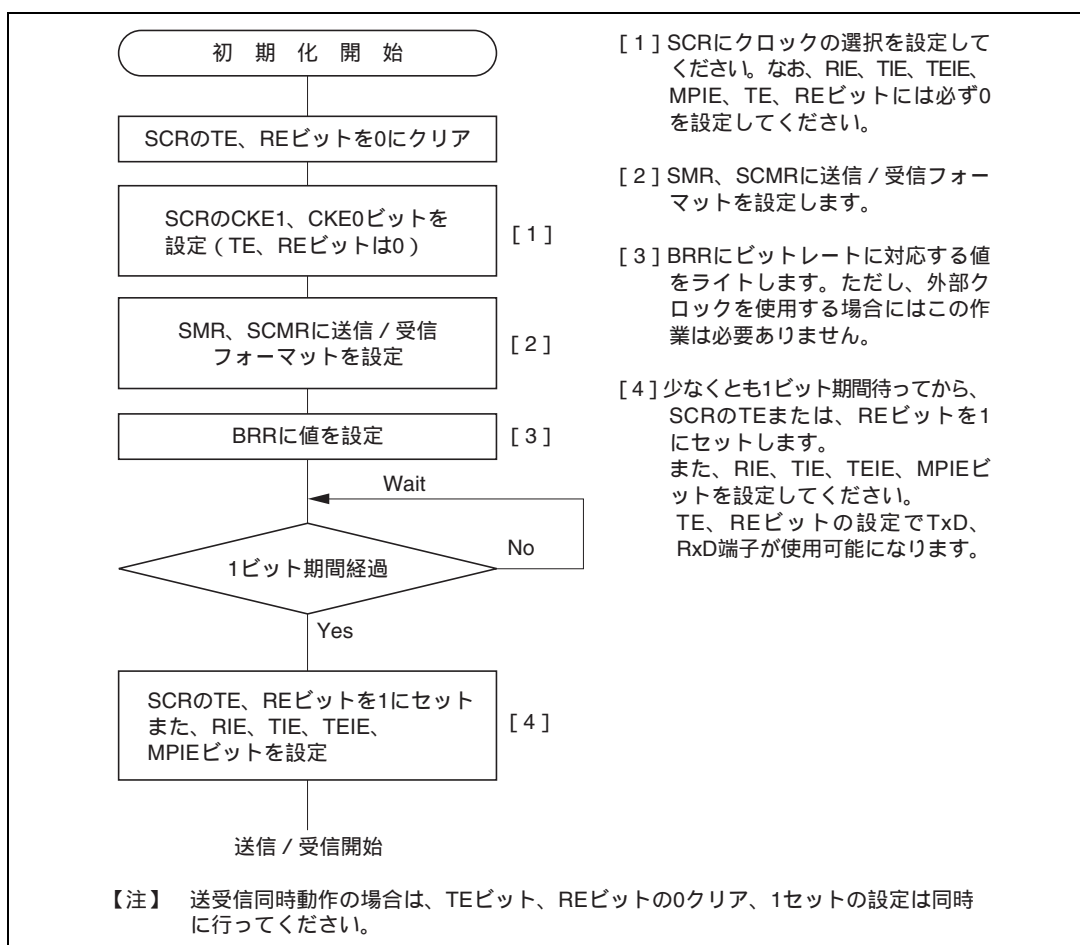 初 期 化 開 始
SCRのTE、REビットを0にクリア
SCRのCKE1、CKE0ビットを
設定（TE、REビットは0）
[ 1 ]
SMR、SCMRに送信 / 受信
フォーマットを設定
[ 2 ]
BRRに値を設定
[ 3 ]
Wait
No
1ビット期間経過
Yes
SCRのTE、REビットを1にセット
また、RIE、TIE、TEIE、
MPIEビットを設定
[ 4 ]
送信 / 受信開始
[ 1 ] SCRにクロックの選択を設定して
ください。なお、RIE、TIE、TEIE、
MPIE、TE、REビットには必ず0
を設定してください。
[ 2 ] SMR、SCMRに送信 / 受信フォー
マットを設定します。
[ 3 ] BRRにビットレートに対応する値
をライトします。ただし、外部ク
ロックを使用する場合にはこの作
業は必要ありません。
[ 4 ] 少なくとも1ビット期間待ってから、
SCRのTEまたは、REビットを1
にセットします。
また、RIE、TIE、TEIE、MPIEビ
ットを設定してください。
TE、REビットの設定でTxD、
RxD端子が使用可能になります。
【注】 送受信同時動作の場合は、TEビット、REビットの0クリア、1セットの設定は同時
に行ってください。